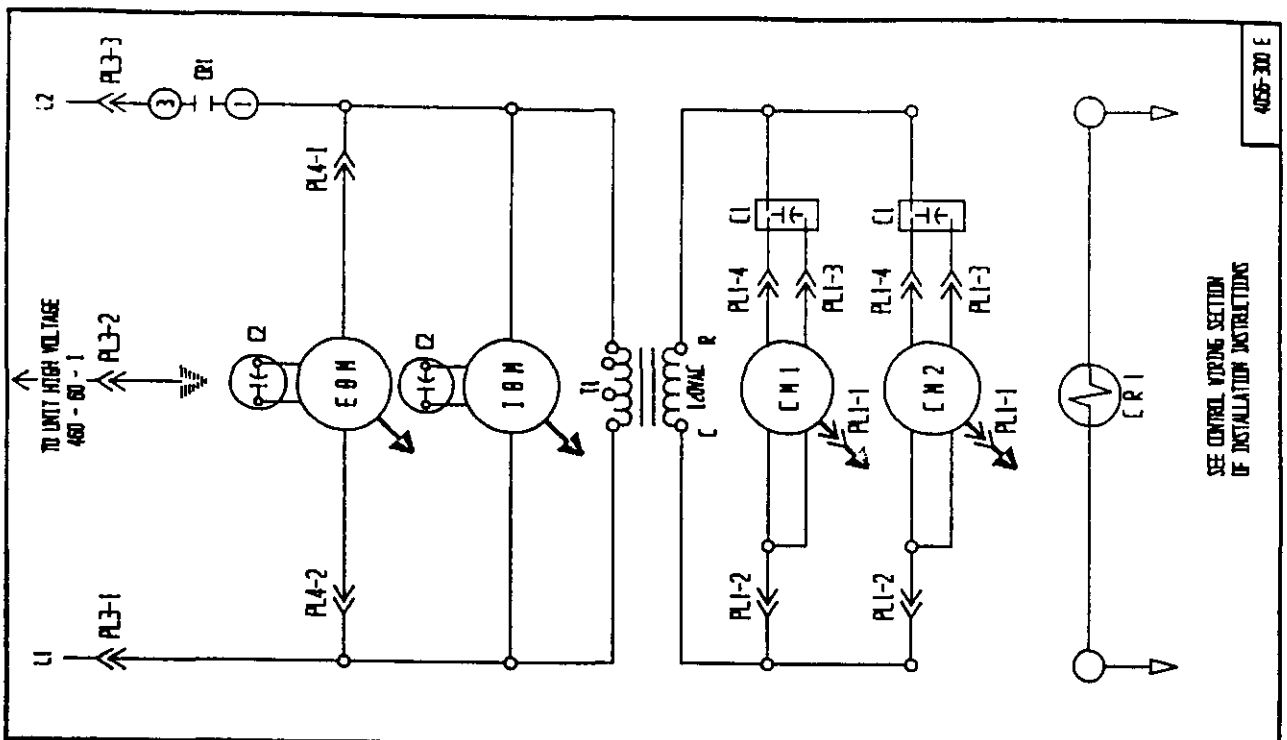 L1
L2
PL3-1
TO UNIT HIGH VOLTAGE
460 - 60 - 1
PL3-2
PL3-3
3
CR1
1
C2
PL4-2
EBM
PL4-1
C2
IBM
T1
C
120VAC
R
PL1-2
CM1
PL1-1
PL1-4
PL1-3
C1
PL1-2
CM2
PL1-1
PL1-4
PL1-3
C1
CR1
SEE CONTROL WIRING SECTION
OF INSTALLATION INSTRUCTIONS
4056-300 E